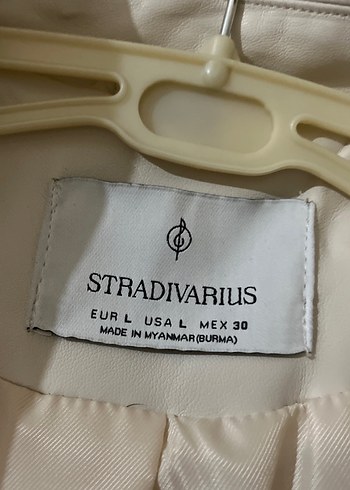 STRADIVARIUS
EUR L USA L MEX 30
MADE IN MYANMAR(BURMA)